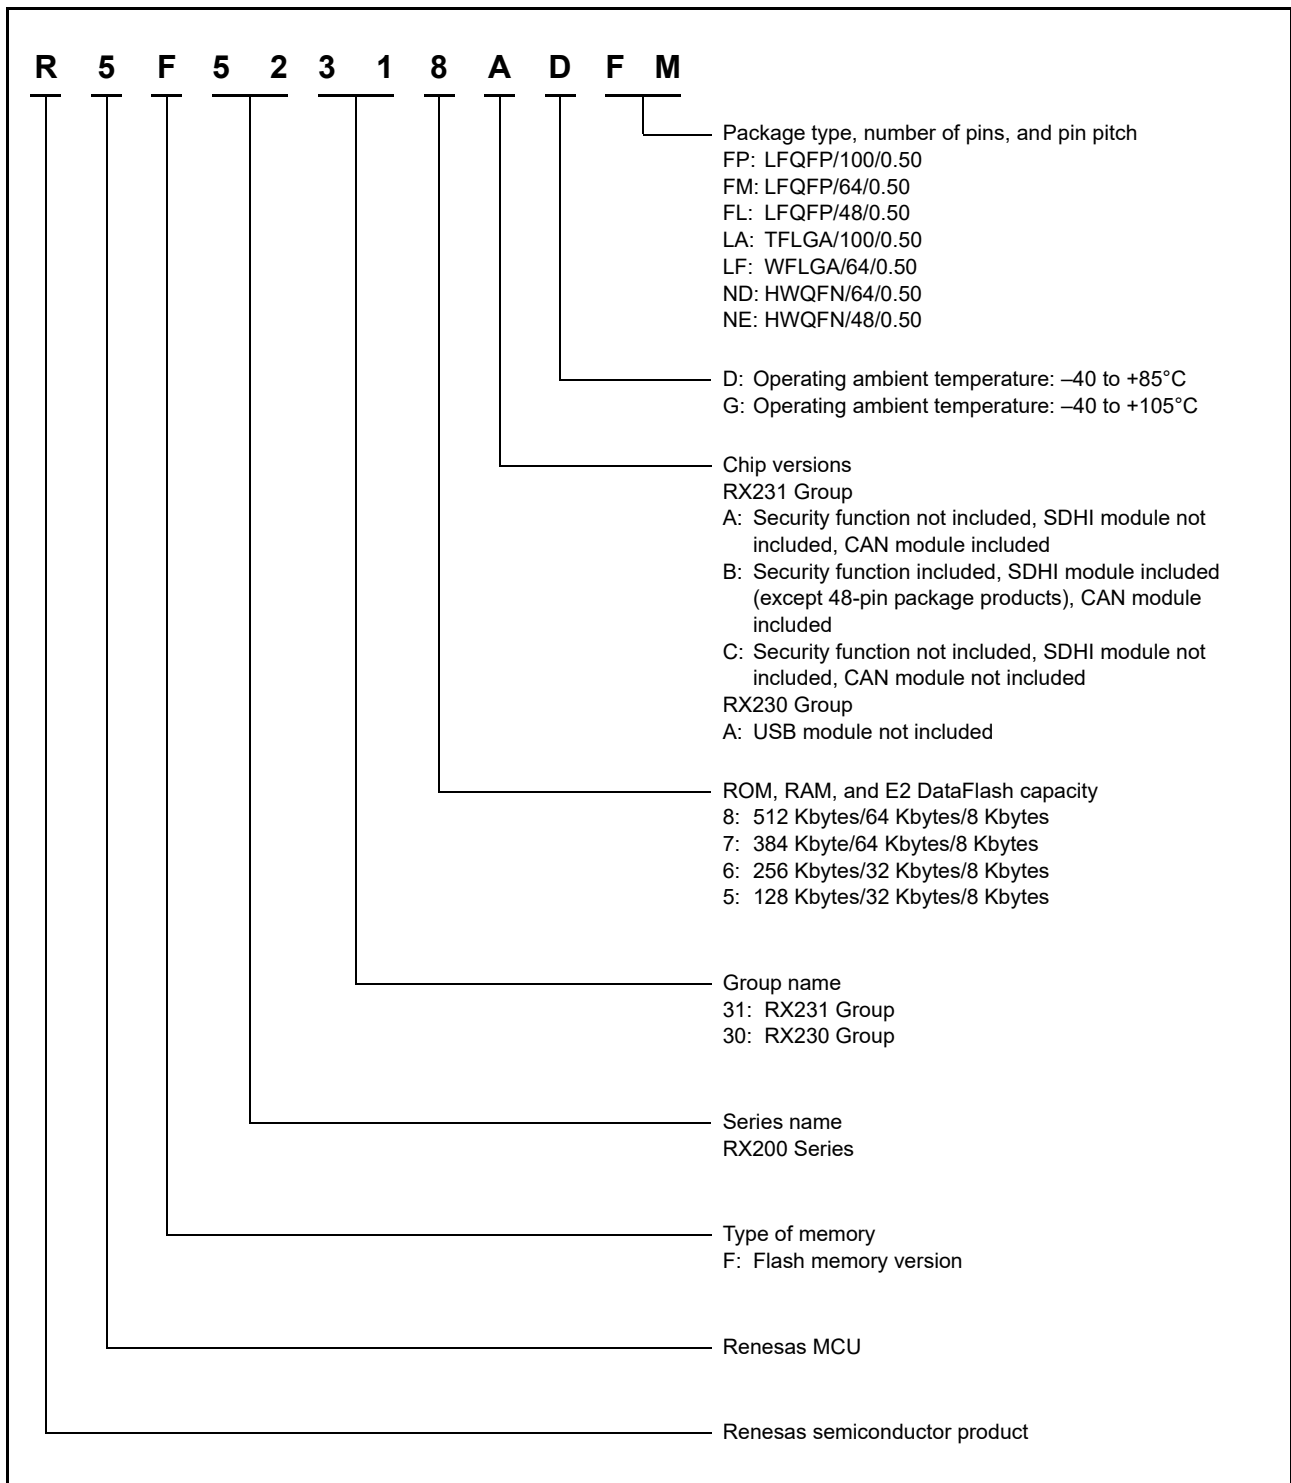 R 5 F 5 2 3 1 8 A D F M
Package type, number of pins, and pin pitch
FP: LFQFP/100/0.50
FM: LFQFP/64/0.50
FL: LFQFP/48/0.50
LA: TFLGA/100/0.50
LF: WFLGA/64/0.50
ND: HWQFN/64/0.50
NE: HWQFN/48/0.50
D: Operating ambient temperature: –40 to +85°C
G: Operating ambient temperature: –40 to +105°C
Chip versions
RX231 Group
A: Security function not included, SDHI module not
included, CAN module included
B: Security function included, SDHI module included
(except 48-pin package products), CAN module
included
C: Security function not included, SDHI module not
included, CAN module not included
RX230 Group
A: USB module not included
ROM, RAM, and E2 DataFlash capacity
8: 512 Kbytes/64 Kbytes/8 Kbytes
7: 384 Kbyte/64 Kbytes/8 Kbytes
6: 256 Kbytes/32 Kbytes/8 Kbytes
5: 128 Kbytes/32 Kbytes/8 Kbytes
Group name
31: RX231 Group
30: RX230 Group
Series name
RX200 Series
Type of memory
F: Flash memory version
Renesas MCU
Renesas semiconductor product